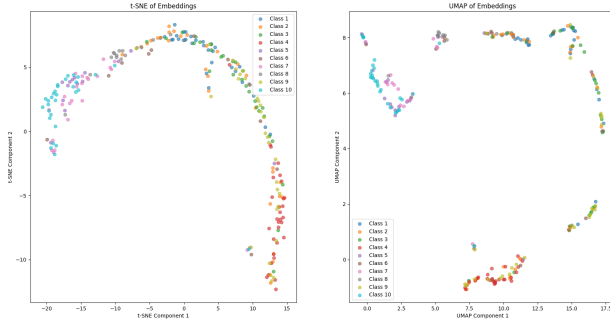 t-SNE of Embeddings
t-SNE Component 2
5
0
−5
−10
−20
−15
−10
−5
0
5
10
15
t-SNE Component 1
Class 1
Class 2
Class 3
Class 4
Class 5
Class 6
Class 7
Class 8
Class 9
Class 10
UMAP of Embeddings
UMAP Component 2
8
6
4
2
0
0.0
2.5
5.0
7.5
10.0
12.5
15.0
17.5
UMAP Component 1
Class 1
Class 2
Class 3
Class 4
Class 5
Class 6
Class 7
Class 8
Class 9
Class 10